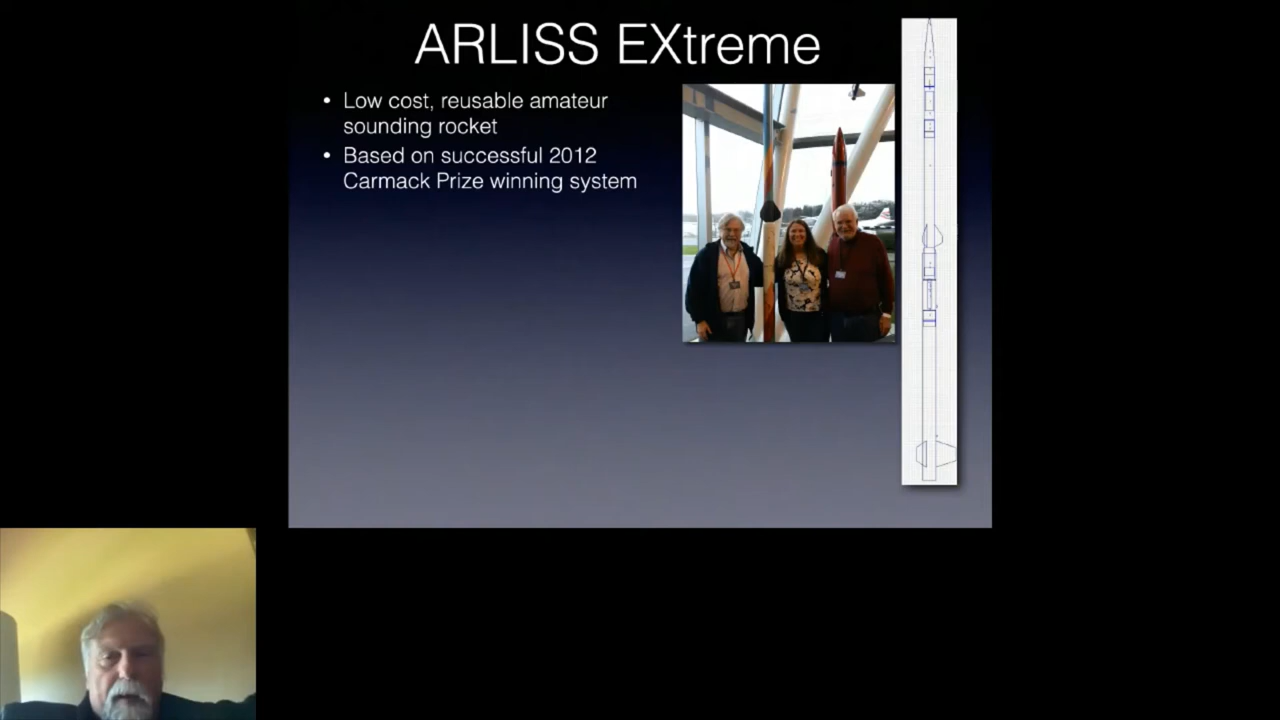 ARLISS EXtreme
• Low cost, reusable amateur
sounding rocket
• Based on successful 2012
Carmack Prize winning system